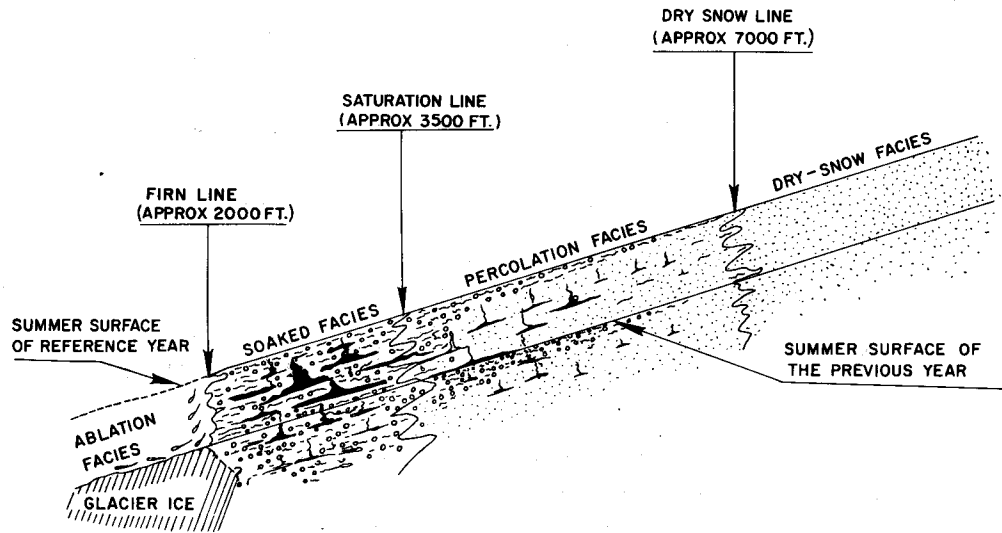 DRY SNOW LINE
(APPROX 7000 FT.)
SATURATION LINE
(APPROX 3500 FT.)
FIRN LINE
(APPROX 2000 FT.)
DRY-SNOW FACIES
PERCOLATION FACIES
SOAKED FACIES
SUMMER SURFACE
OF REFERENCE YEAR
SUMMER SURFACE OF
THE PREVIOUS YEAR
ABLATION
FACIES
GLACIER ICE